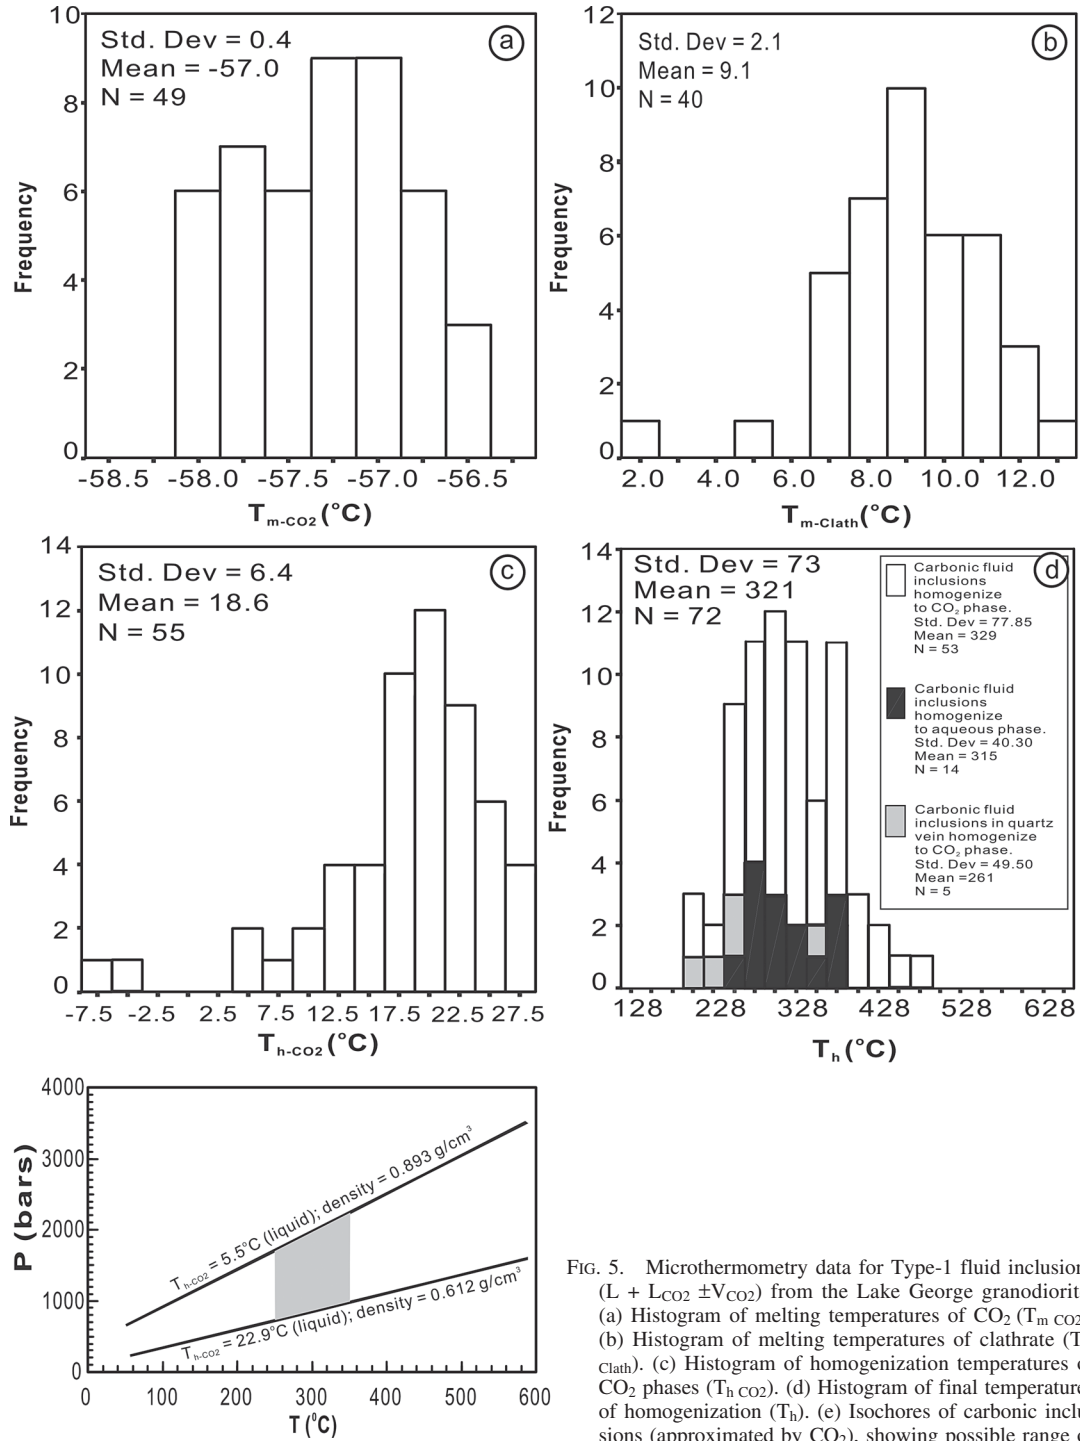 10
8
6
4
2
0
Frequency
Std. Dev = 0.4
Mean = -57.0
N = 49
a
-58.5 -58.0 -57.5 -57.0 -56.5
Tm-CO2 (°C)
12
10
8
6
4
2
0
Frequency
Std. Dev = 2.1
Mean = 9.1
N = 40
b
2.0 4.0 6.0 8.0 10.0 12.0
Tm-Clath(°C)
14
12
10
8
6
4
2
0
Frequency
Std. Dev = 6.4
Mean = 18.6
N = 55
c
-7.5 -2.5 2.5 7.5 12.5 17.5 22.5 27.5
Th-CO2 (°C)
14
12
10
8
6
4
2
0
Frequency
Std. Dev = 73
Mean = 321
N = 72
d
Carbonic fluid
inclusions
homogenize
to CO2 phase.
Std. Dev = 77.85
Mean = 329
N = 53
Carbonic fluid
inclusions
homogenize
to aqueous phase.
Std. Dev = 40.30
Mean = 315
N = 14
Carbonic fluid
inclusions in quartz
vein homogenize
to CO2 phase.
Std. Dev = 49.50
Mean =261
N = 5
128 228 328 428 528 628
Th (°C)
4000
3000
2000
1000
0
P (bars)
Th-CO2 = 5.5°C (liquid); density = 0.893 g/cm³
Th-CO2 = 22.9°C (liquid); density = 0.612 g/cm³
0 100 200 300 400 500 600
T (°C)
FIG. 5. Microthermometry data for Type-1 fluid inclusion
(L + LCO2 ±VCO2) from the Lake George granodiorit
(a) Histogram of melting temperatures of CO2 (Tm CO2
(b) Histogram of melting temperatures of clathrate (T
Clath). (c) Histogram of homogenization temperatures o
CO2 phases (Th CO2). (d) Histogram of final temperature
of homogenization (Th). (e) Isochores of carbonic inclu
sions (approximated by CO2), showing possible range o